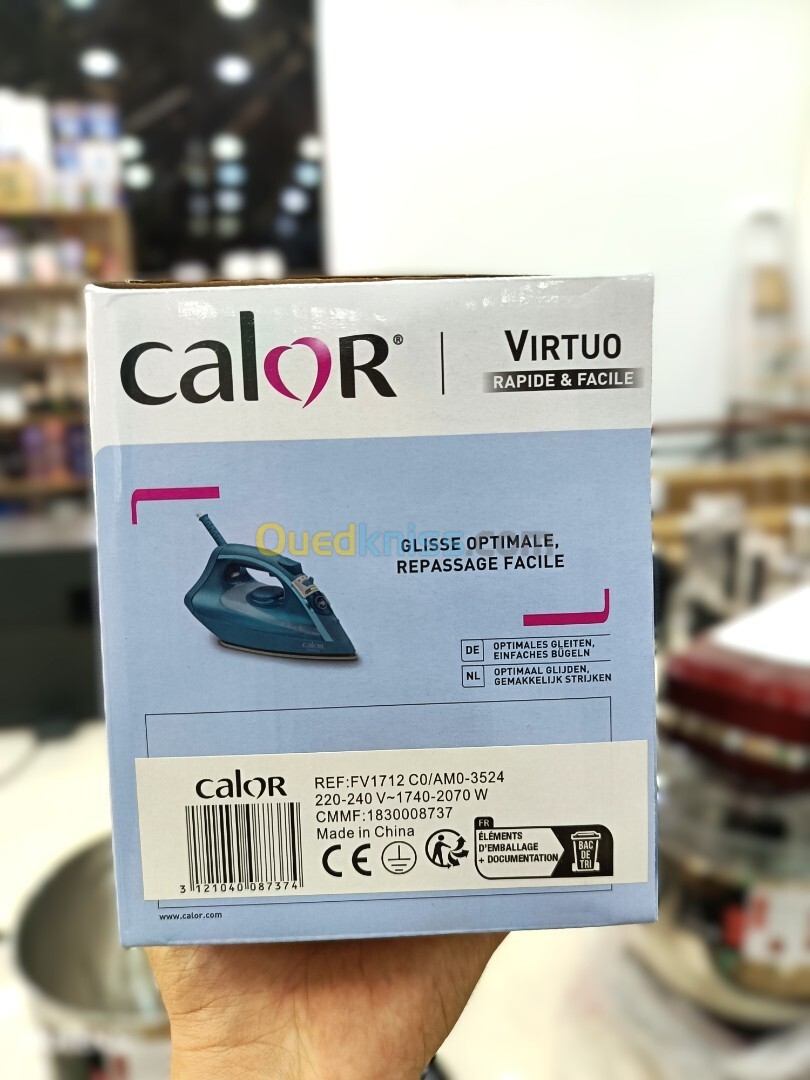 calOR®
VIRTUO
RAPIDE & FACILE
Ouedkniss.com
GLISSE OPTIMALE,
REPASSAGE FACILE
calOR
DE OPTIMALES GLEITEN,
EINFACHES BÜGELN
NL OPTIMAAL GLIJDEN,
GEMAKKELIJK STRIJKEN
calOR
REF:FV1712 C0/AM0-3524
220-240 V~1740-2070 W
CMMF:1830008737
Made in China
CE
FR
ÉLÉMENTS
D'EMBALLAGE
+ DOCUMENTATION
BAC
DE
TRI
3 121040 087374
www.calor.com